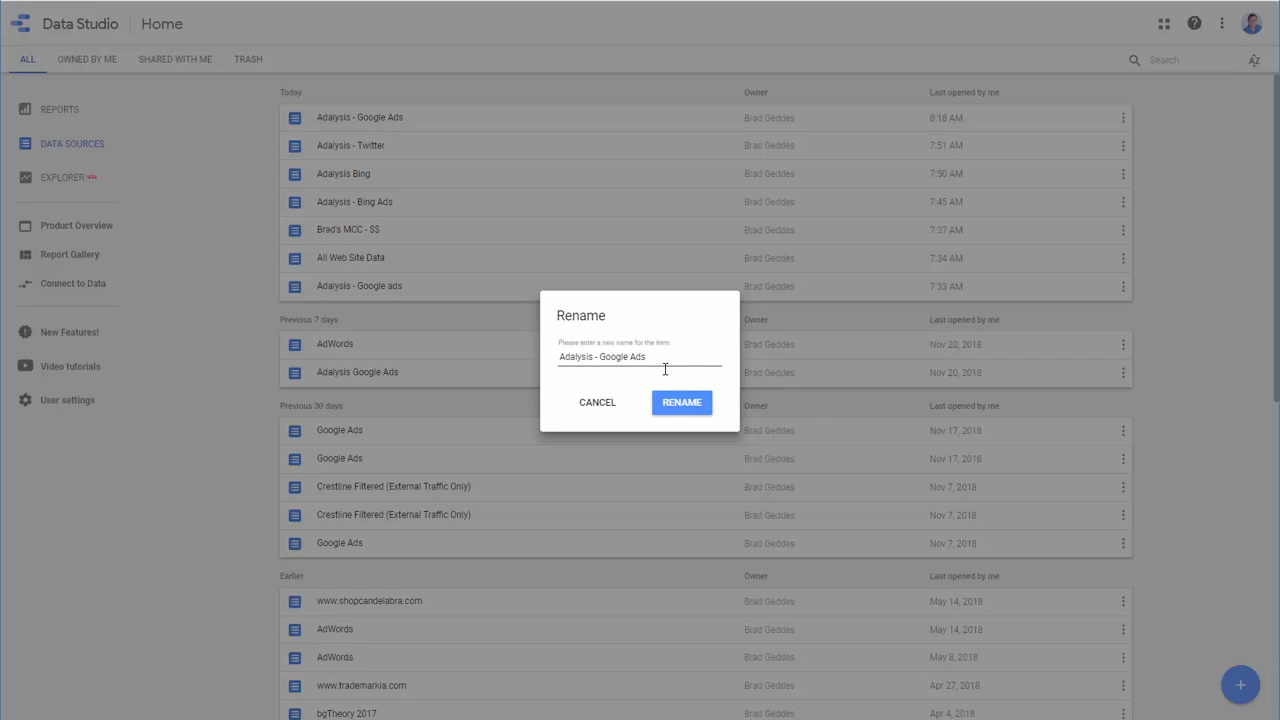 Data Studio Home
ALL OWNED BY ME SHARED WITH ME TRASH
Search
REPORTS
DATA SOURCES
EXPLORER
Product Overview
Report Gallery
Connect to Data
New Features!
Video tutorials
User settings
Today Owner Last opened by me
Adalysis - Google Ads Brad Geddes 8:18 AM
Adalysis - Twitter Brad Geddes 7:51 AM
Adalysis Bing Brad Geddes 7:50 AM
Adalysis - Bing Ads Brad Geddes 7:45 AM
Brad's MCC - $$ Brad Geddes 7:37 AM
All Web Site Data Brad Geddes 7:34 AM
Adalysis - Google ads Brad Geddes 7:33 AM
Previous 7 days Owner Last opened by me
AdWords Brad Geddes Nov 20, 2018
Adalysis Google Ads Brad Geddes Nov 20, 2018
Previous 30 days Owner Last opened by me
Google Ads Brad Geddes Nov 17, 2018
Google Ads Brad Geddes Nov 17, 2018
Crestline Filtered (External Traffic Only) Brad Geddes Nov 7, 2018
Crestline Filtered (External Traffic Only) Brad Geddes Nov 7, 2018
Google Ads Brad Geddes Nov 7, 2018
Earlier Owner Last opened by me
www.shopcandelabra.com Brad Geddes May 14, 2018
AdWords Brad Geddes May 14, 2018
AdWords Brad Geddes May 8, 2018
www.trademarkia.com Brad Geddes Apr 27, 2018
bgTheory 2017 Brad Geddes Apr 4, 2018
Rename
Please enter a new name for the item:
Adalysis - Google Ads
CANCEL RENAME